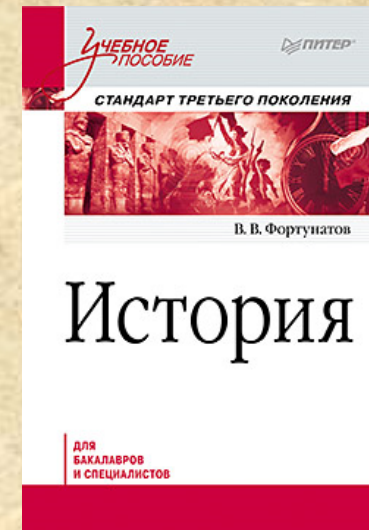 УЧЕБНОЕ
ПОСОБИЕ
ПИТЕР®
СТАНДАРТ ТРЕТЬЕГО ПОКОЛЕНИЯ
В. В. Фортунатов
История
ДЛЯ
БАКАЛАВРОВ
И СПЕЦИАЛИСТОВ